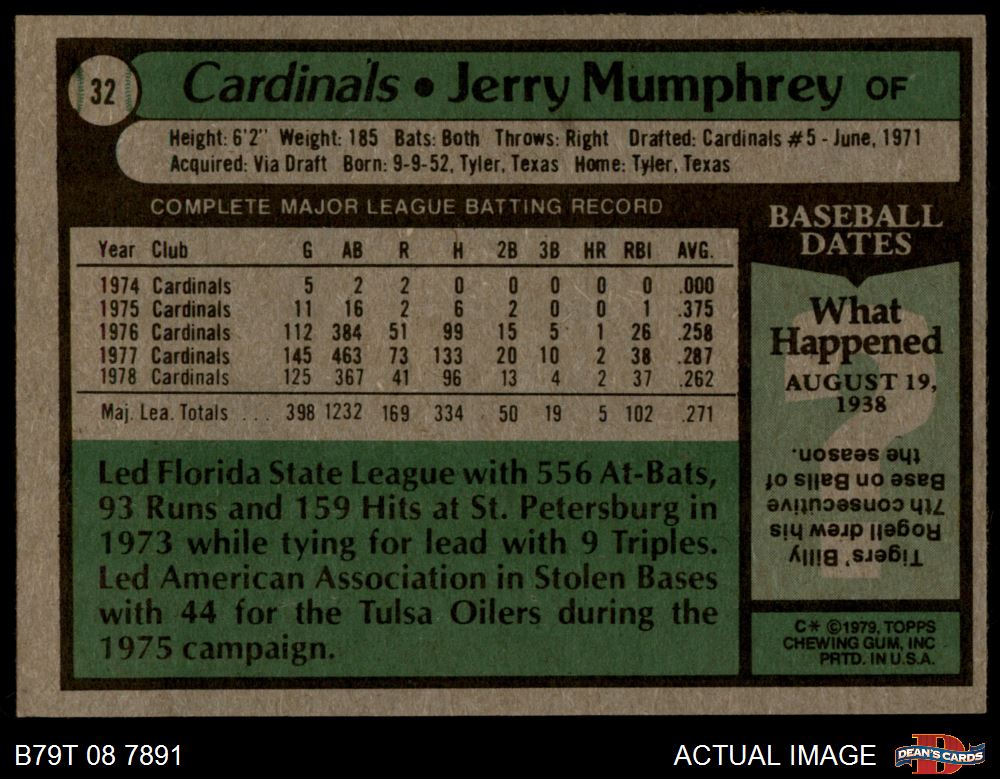 32
Cardinals • Jerry Mumphrey OF
Height: 6'2" Weight: 185 Bats: Both Throws: Right Drafted: Cardinals #5 - June, 1971
Acquired: Via Draft Born: 9-9-52, Tyler, Texas Home: Tyler, Texas
COMPLETE MAJOR LEAGUE BATTING RECORD
Year Club G AB R H 2B 3B HR RBI AVG.
1974 Cardinals 5 2 2 0 0 0 0 0 .000
1975 Cardinals 11 16 2 6 2 0 0 1 .375
1976 Cardinals 112 384 51 99 15 5 1 26 .258
1977 Cardinals 145 463 73 133 20 10 2 38 .287
1978 Cardinals 125 367 41 96 13 4 2 37 .262
Maj. Lea. Totals ... 398 1232 169 334 50 19 5 102 .271
Led Florida State League with 556 At-Bats,
93 Runs and 159 Hits at St. Petersburg in
1973 while tying for lead with 9 Triples.
Led American Association in Stolen Bases
with 44 for the Tulsa Oilers during the
1975 campaign.
BASEBALL
DATES
What
Happened
AUGUST 19,
1938
Tigers' Billy
Rogell drew his
7th consecutive
Base on Balls of
the season.
C* ©1979, TOPPS
CHEWING GUM, INC
PRTD. IN U.S.A.
B79T 08 7891
ACTUAL IMAGE
DEAN'S CARDS